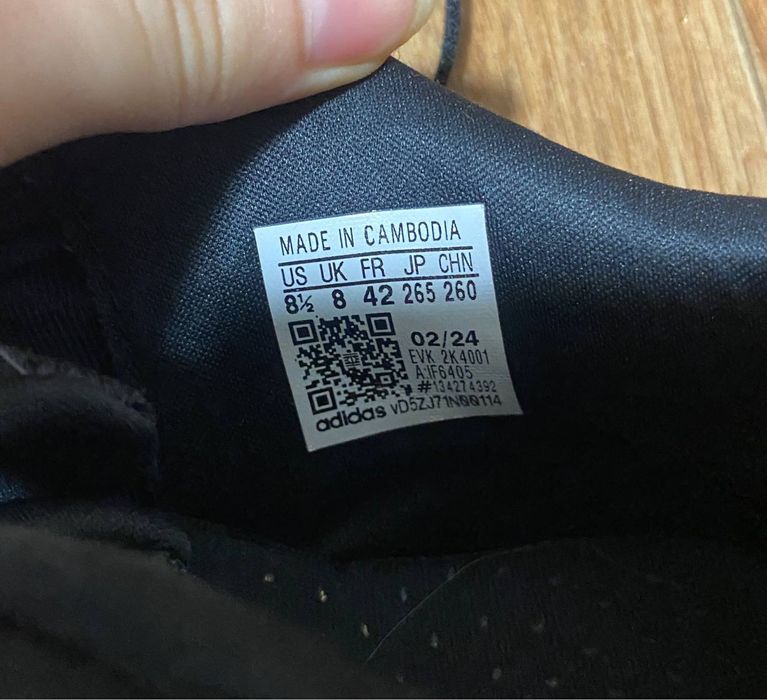 MADE IN CAMBODIA
US UK FR JP CHN
8½ 8 42 265 260
02/24
EVK 2K4001
A:IF6405
#134274392
adidas vD5ZJ71N00114